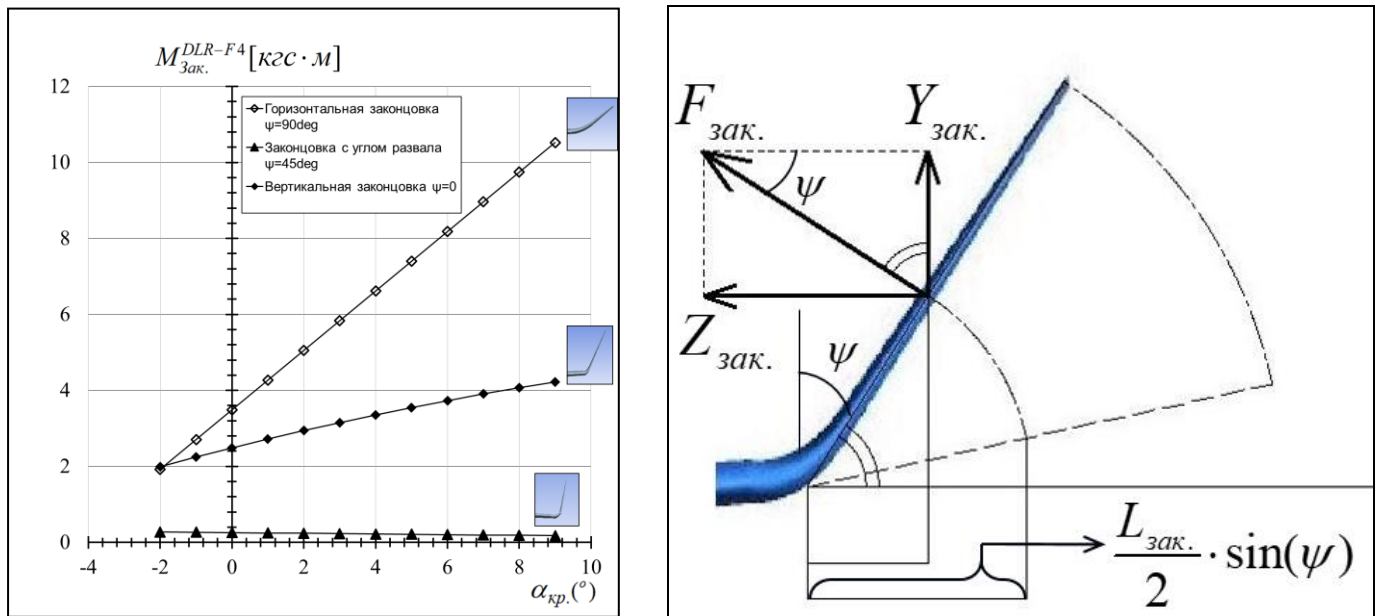 M_{Зак.}^{DLR-F4} [кгс·м]
12
10
8
6
4
2
0
-4 -2 0 2 4 6 8 10
α_{кр.}(°)
Горизонтальная законцовка
ψ=90deg
Законцовка с углом развала
ψ=45deg
Вертикальная законцовка ψ=0
F_{зак.}
Y_{зак.}
ψ
Z_{зак.}
ψ
L_{зак.}/2 · sin(ψ)